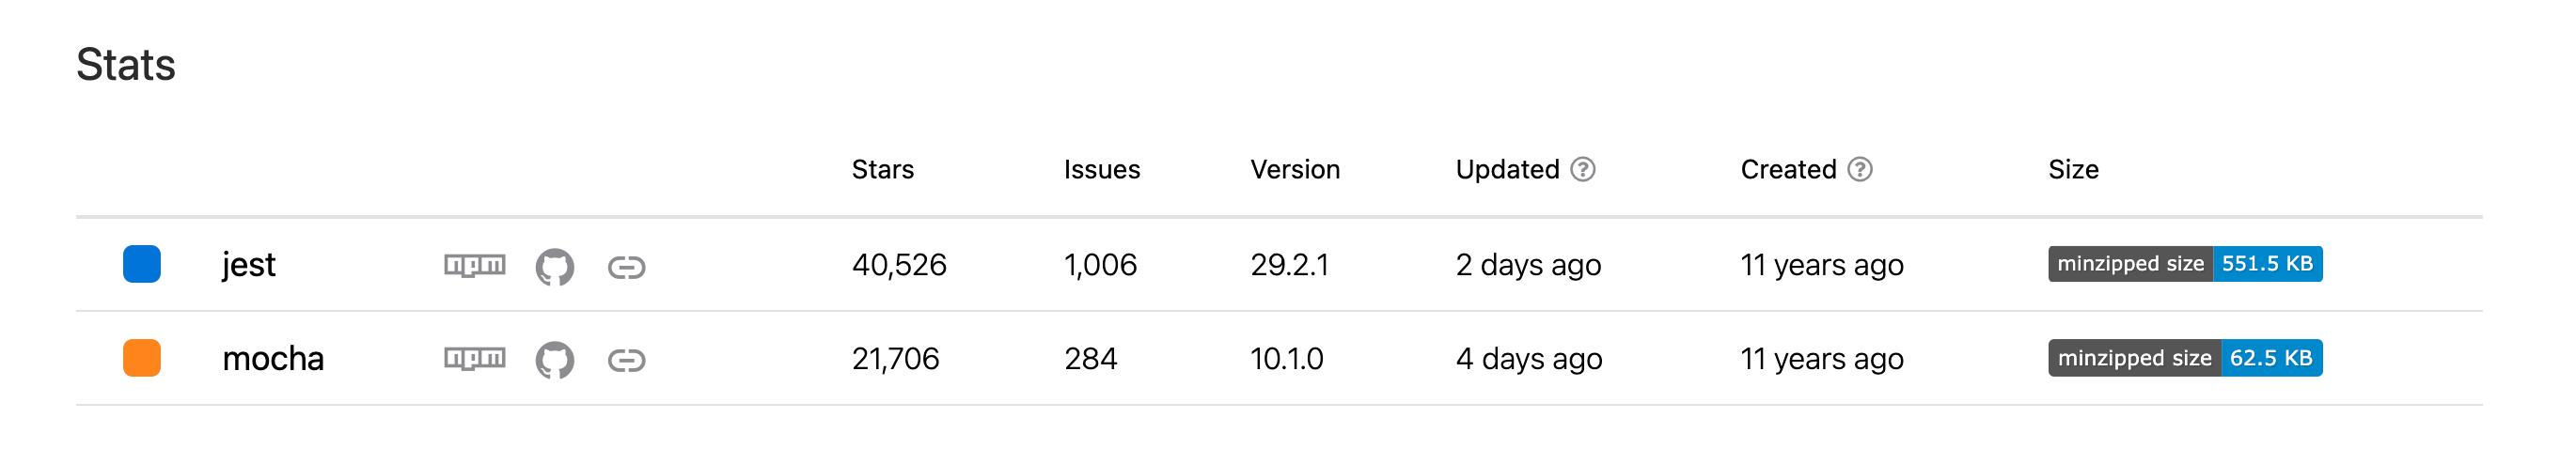 Stats
Stars Issues Version Updated ? Created ? Size
jest npm 40,526 1,006 29.2.1 2 days ago 11 years ago minzipped size 551.5 KB
mocha npm 21,706 284 10.1.0 4 days ago 11 years ago minzipped size 62.5 KB